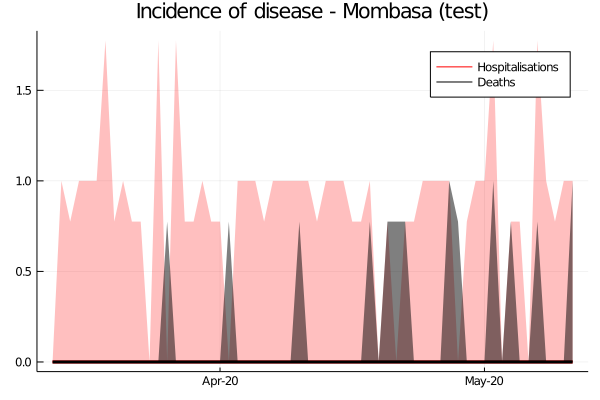 Incidence of disease - Mombasa (test)
Hospitalisations
Deaths
1.5
1.0
0.5
0.0
Apr-20 May-20